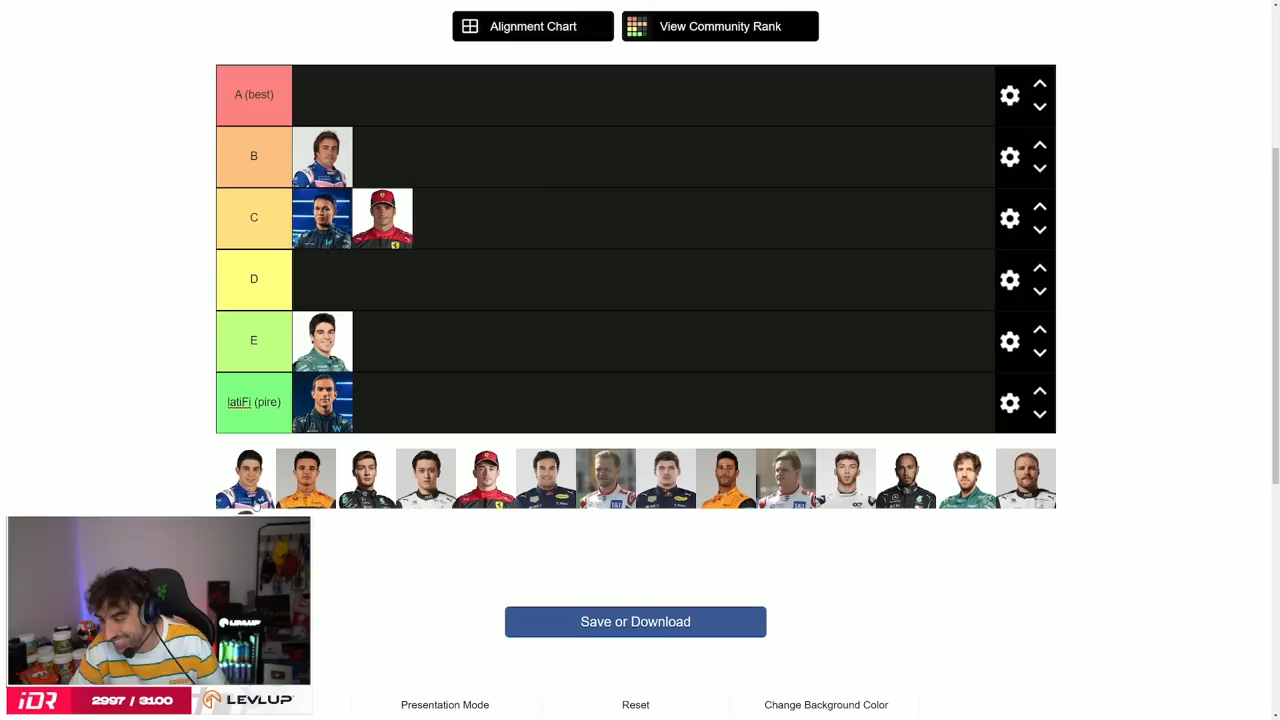 Alignment Chart
View Community Rank
A (best)
B
C
D
E
latiFi (pire)
Save or Download
LEVLUP
iDR
2997 / 3100
LEVLUP
Presentation Mode
Reset
Change Background Color